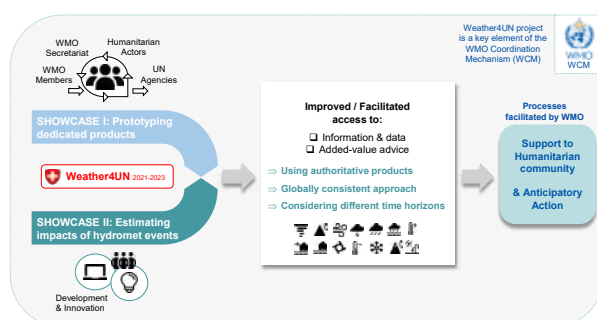 WMO
Secretariat
Humanitarian
Actors
WMO
Members
UN
Agencies
SHOWCASE I: Prototyping
dedicated products
Weather4UN 2021-2023
SHOWCASE II: Estimating
impacts of hydromet events
Development
& Innovation
Improved / Facilitated
access to:
Information & data
Added-value advice
⇒ Using authoritative products
⇒ Globally consistent approach
⇒ Considering different time horizons
Weather4UN project
is a key element of the
WMO Coordination
Mechanism (WCM)
WMO
WCM
Processes
facilitated by WMO
Support to
Humanitarian
community
& Anticipatory
Action